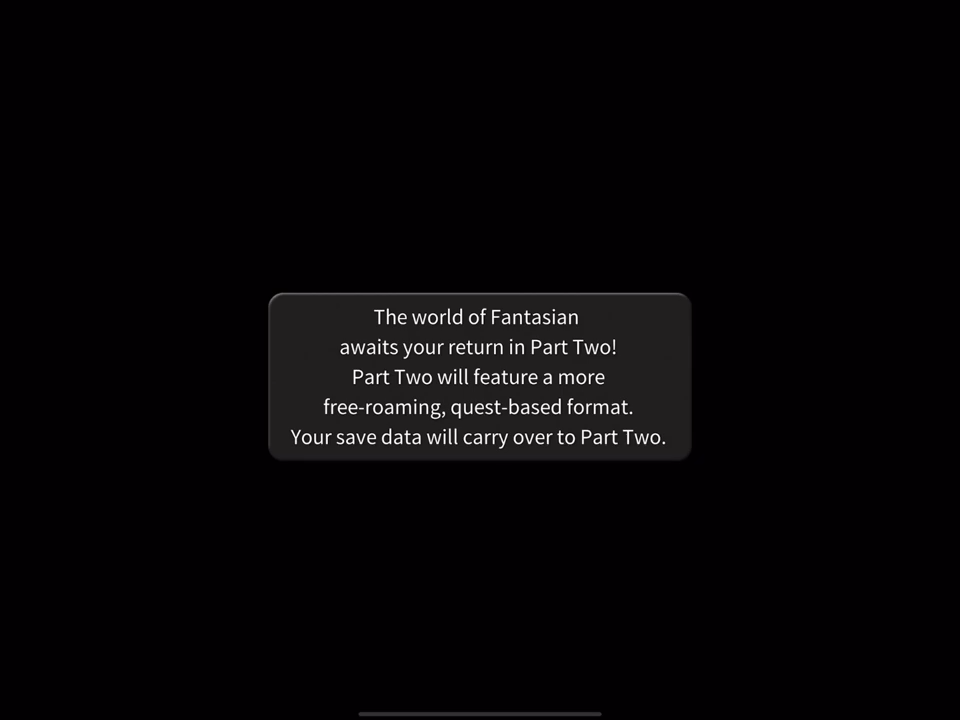 The world of Fantasian
awaits your return in Part Two!
Part Two will feature a more
free-roaming, quest-based format.
Your save data will carry over to Part Two.